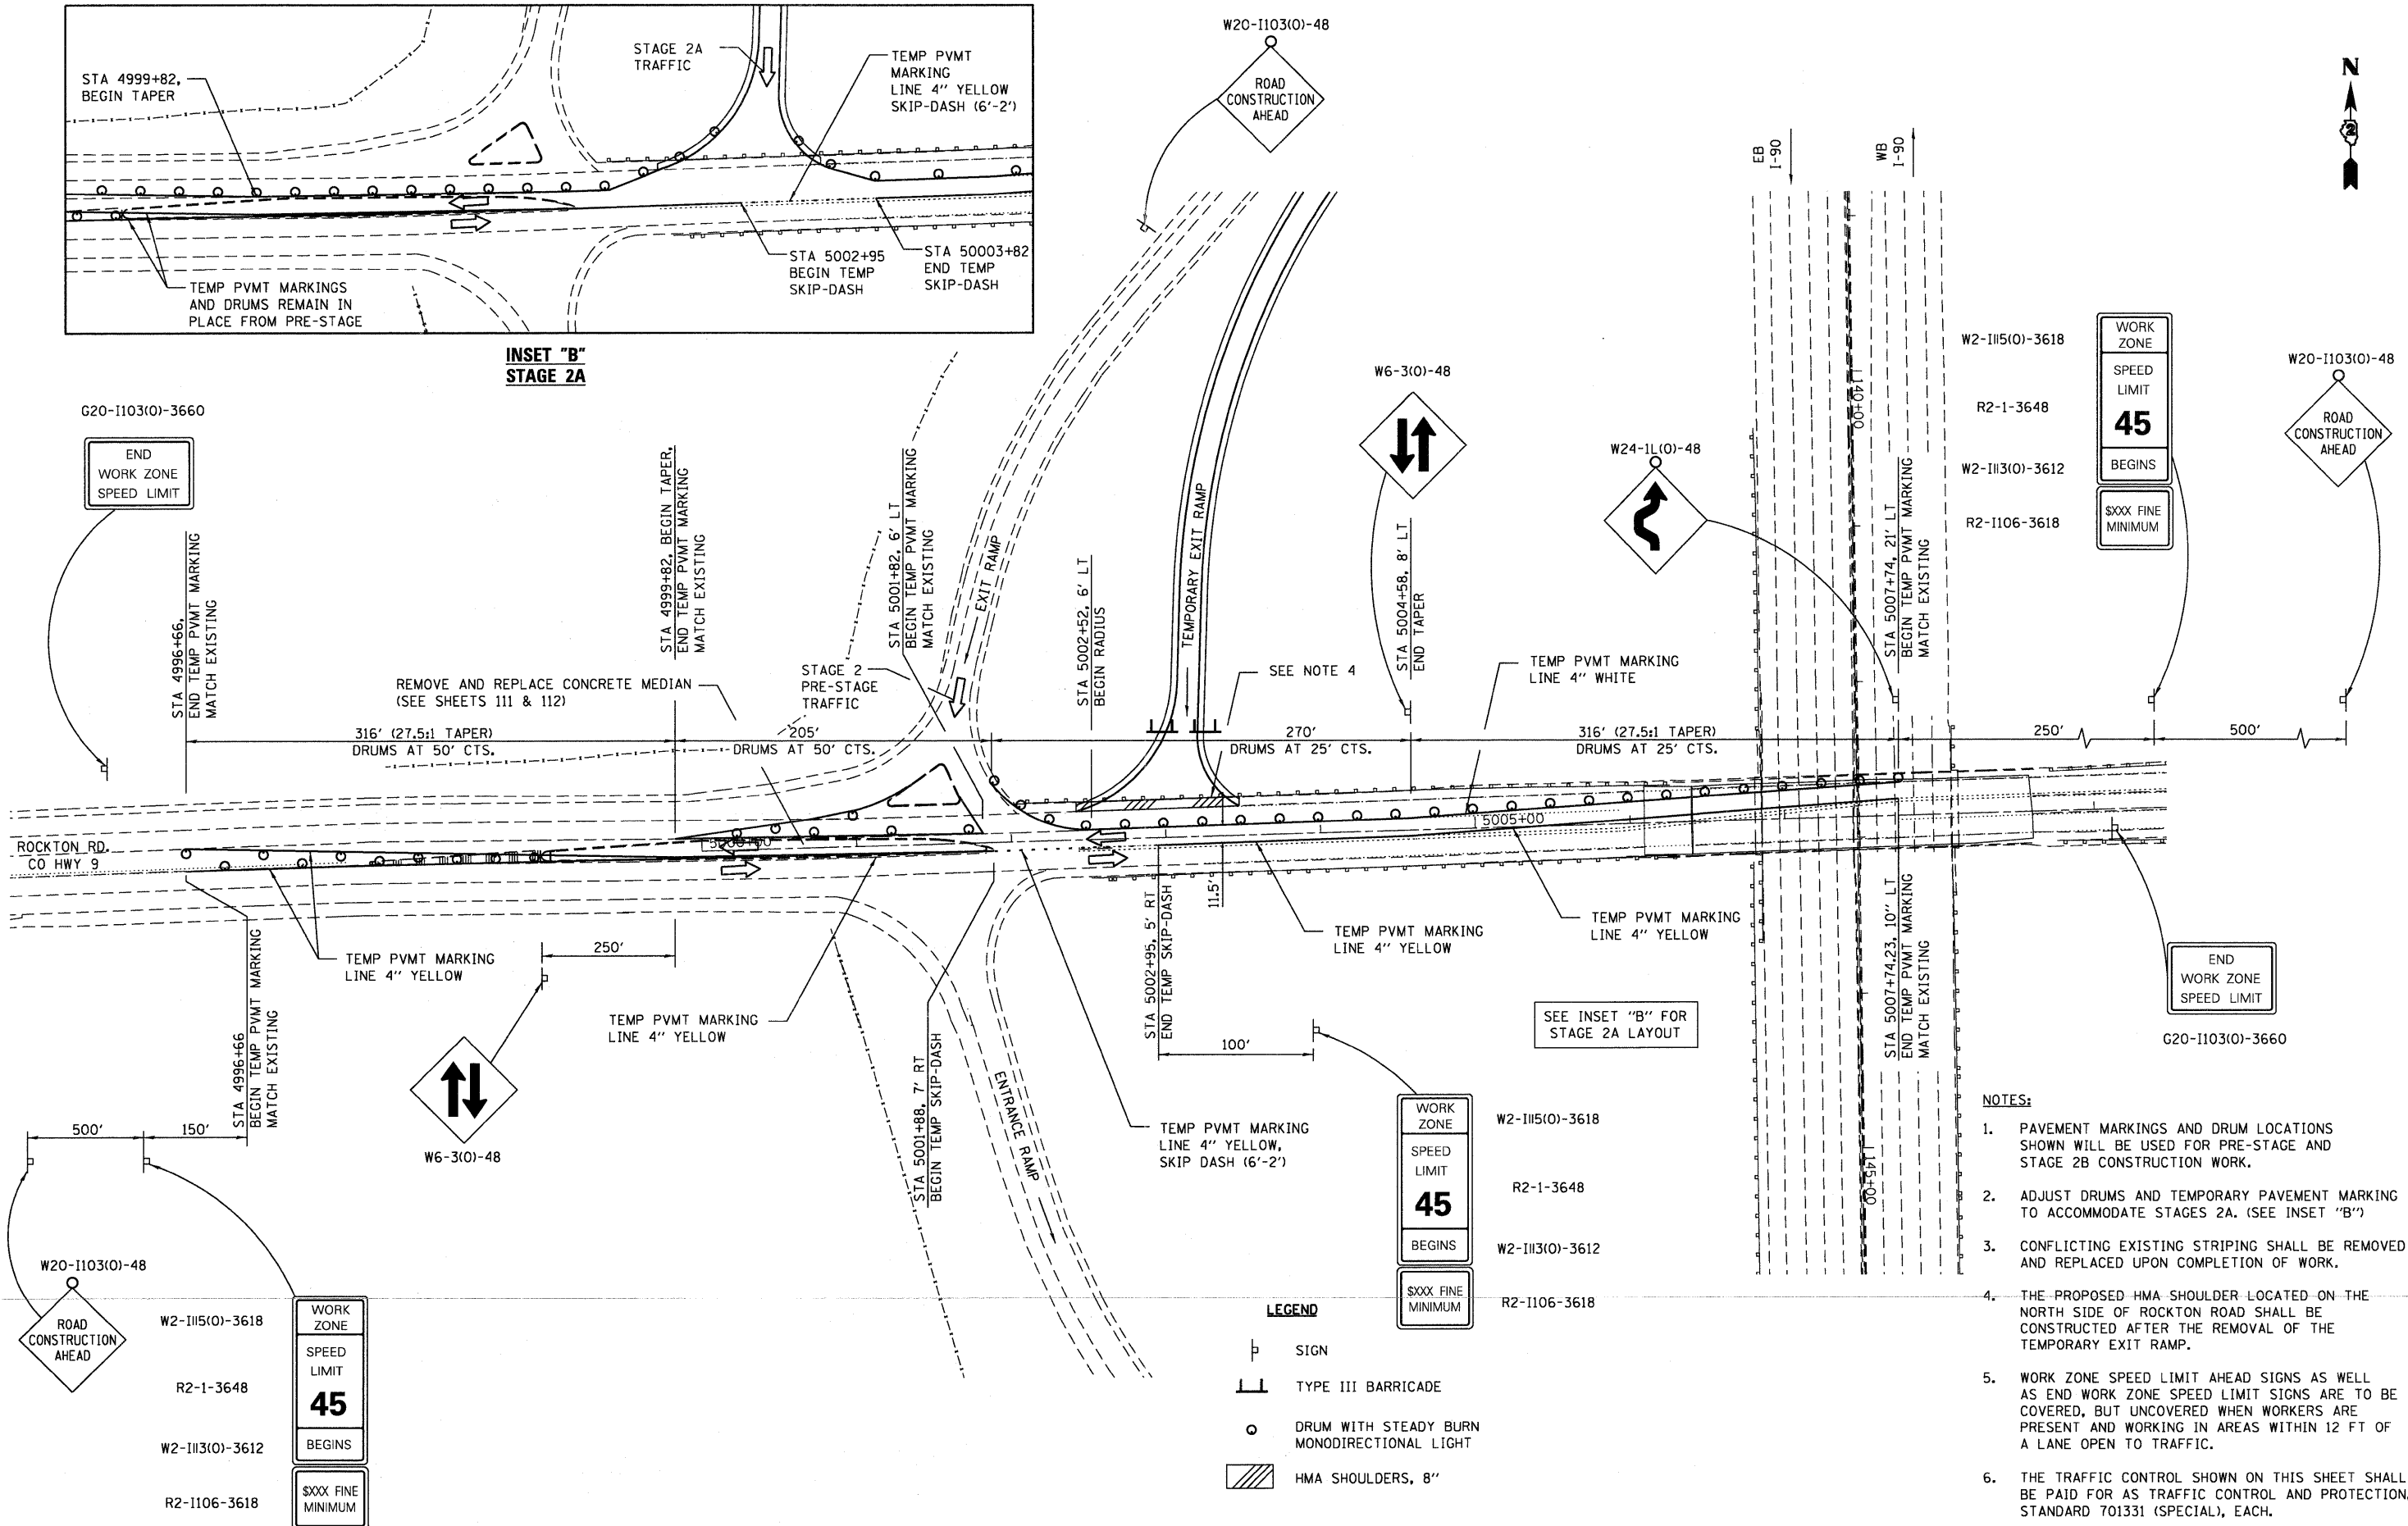 STAGE 2A
TRAFFIC
TEMP PVMT
MARKING
LINE 4" YELLOW
SKIP-DASH (6'-2')
STA 4999+82,
BEGIN TAPER
STA 5002+95
BEGIN TEMP
SKIP-DASH
STA 50003+82
END TEMP
SKIP-DASH
TEMP PVMT MARKINGS
AND DRUMS REMAIN IN
PLACE FROM PRE-STAGE
INSET "B"
STAGE 2A
W20-I103(O)-48
ROAD
CONSTRUCTION
AHEAD
N
2
EB
I-90
WB
I-90
G20-I103(O)-3660
END
WORK ZONE
SPEED LIMIT
W6-3(O)-48
W24-1L(O)-48
W2-I115(O)-3618
R2-1-3648
W2-I113(O)-3612
R2-I106-3618
WORK
ZONE
SPEED
LIMIT
45
BEGINS
$XXX FINE
MINIMUM
W20-I103(O)-48
ROAD
CONSTRUCTION
AHEAD
STA 4996+66,
END TEMP PVMT MARKING
MATCH EXISTING
STA 4999+82, BEGIN TAPER,
END TEMP PVMT MARKING
MATCH EXISTING
STA 5001+82, 6' LT
BEGIN TEMP PVMT MARKING
MATCH EXISTING
EXIT RAMP
STA 5002+52, 6' LT
BEGIN RADIUS
TEMPORARY EXIT RAMP
STA 5004+58, 8' LT
END TAPER
140+00
STA 5007+74, 21' LT
BEGIN TEMP PVMT MARKING
MATCH EXISTING
REMOVE AND REPLACE CONCRETE MEDIAN
(SEE SHEETS 111 & 112)
STAGE 2
PRE-STAGE
TRAFFIC
SEE NOTE 4
TEMP PVMT MARKING
LINE 4" WHITE
316' (27.5:1 TAPER)
DRUMS AT 50' CTS.
205'
DRUMS AT 50' CTS.
270'
DRUMS AT 25' CTS.
316' (27.5:1 TAPER)
DRUMS AT 25' CTS.
250'
500'
ROCKTON RD.
CO HWY 9
5000+00
5005+00
STA 4996+66
BEGIN TEMP PVMT MARKING
MATCH EXISTING
TEMP PVMT MARKING
LINE 4" YELLOW
250'
W6-3(O)-48
TEMP PVMT MARKING
LINE 4" YELLOW
STA 5001+88, 7' RT
BEGIN TEMP SKIP-DASH
ENTRANCE RAMP
STA 5002+95, 5' RT
END TEMP SKIP-DASH
11.5'
100'
TEMP PVMT MARKING
LINE 4" YELLOW
TEMP PVMT MARKING
LINE 4" YELLOW
SEE INSET "B" FOR
STAGE 2A LAYOUT
STA 5007+74.23, 10" LT
END TEMP PVMT MARKING
MATCH EXISTING
145+00
END
WORK ZONE
SPEED LIMIT
G20-I103(O)-3660
TEMP PVMT MARKING
LINE 4" YELLOW,
SKIP DASH (6'-2')
WORK
ZONE
SPEED
LIMIT
45
BEGINS
$XXX FINE
MINIMUM
W2-I115(O)-3618
R2-1-3648
W2-I113(O)-3612
R2-I106-3618
500'
150'
W20-I103(O)-48
ROAD
CONSTRUCTION
AHEAD
W2-I115(O)-3618
R2-1-3648
W2-I113(O)-3612
R2-I106-3618
WORK
ZONE
SPEED
LIMIT
45
BEGINS
$XXX FINE
MINIMUM
LEGEND
SIGN
TYPE III BARRICADE
DRUM WITH STEADY BURN
MONODIRECTIONAL LIGHT
HMA SHOULDERS, 8"
NOTES:
1. PAVEMENT MARKINGS AND DRUM LOCATIONS
SHOWN WILL BE USED FOR PRE-STAGE AND
STAGE 2B CONSTRUCTION WORK.
2. ADJUST DRUMS AND TEMPORARY PAVEMENT MARKING
TO ACCOMMODATE STAGES 2A. (SEE INSET "B")
3. CONFLICTING EXISTING STRIPING SHALL BE REMOVED
AND REPLACED UPON COMPLETION OF WORK.
4. THE PROPOSED HMA SHOULDER LOCATED ON THE
NORTH SIDE OF ROCKTON ROAD SHALL BE
CONSTRUCTED AFTER THE REMOVAL OF THE
TEMPORARY EXIT RAMP.
5. WORK ZONE SPEED LIMIT AHEAD SIGNS AS WELL
AS END WORK ZONE SPEED LIMIT SIGNS ARE TO BE
COVERED, BUT UNCOVERED WHEN WORKERS ARE
PRESENT AND WORKING IN AREAS WITHIN 12 FT OF
A LANE OPEN TO TRAFFIC.
6. THE TRAFFIC CONTROL SHOWN ON THIS SHEET SHALL
BE PAID FOR AS TRAFFIC CONTROL AND PROTECTION,
STANDARD 701331 (SPECIAL), EACH.